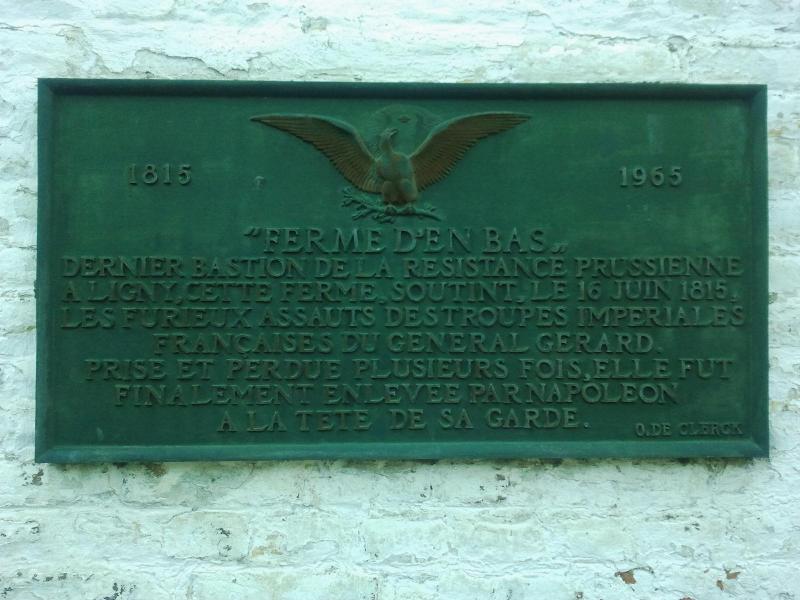 1815 1965
"FERME D'EN BAS"
DERNIER BASTION DE LA RESISTANCE PRUSSIENNE
A LIGNY, CETTE FERME SOUTINT, LE 16 JUIN 1815,
LES FURIEUX ASSAUTS DES TROUPES IMPERIALES
FRANÇAISES DU GENERAL GERARD.
PRISE ET PERDUE PLUSIEURS FOIS, ELLE FUT
FINALEMENT ENLEVEE PAR NAPOLEON
A LA TETE DE SA GARDE.
O. DE CLERCK